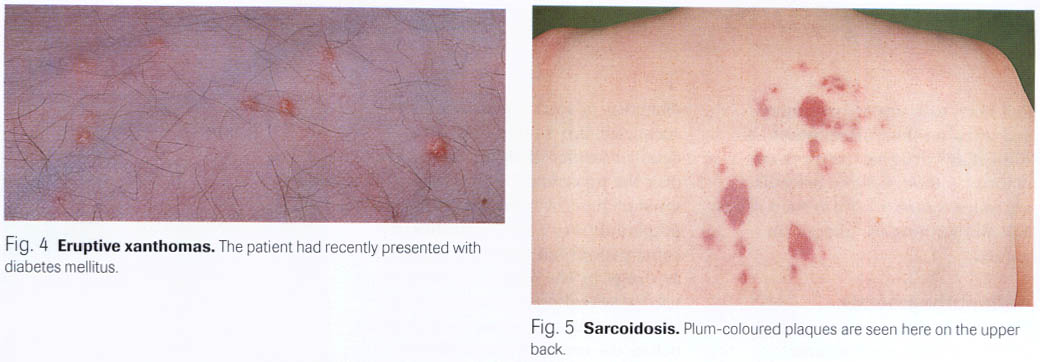 Fig. 4 Eruptive xanthomas. The patient had recently presented with
diabetes mellitus.
Fig. 5 Sarcoidosis. Plum-coloured plaques are seen here on the upper
back.